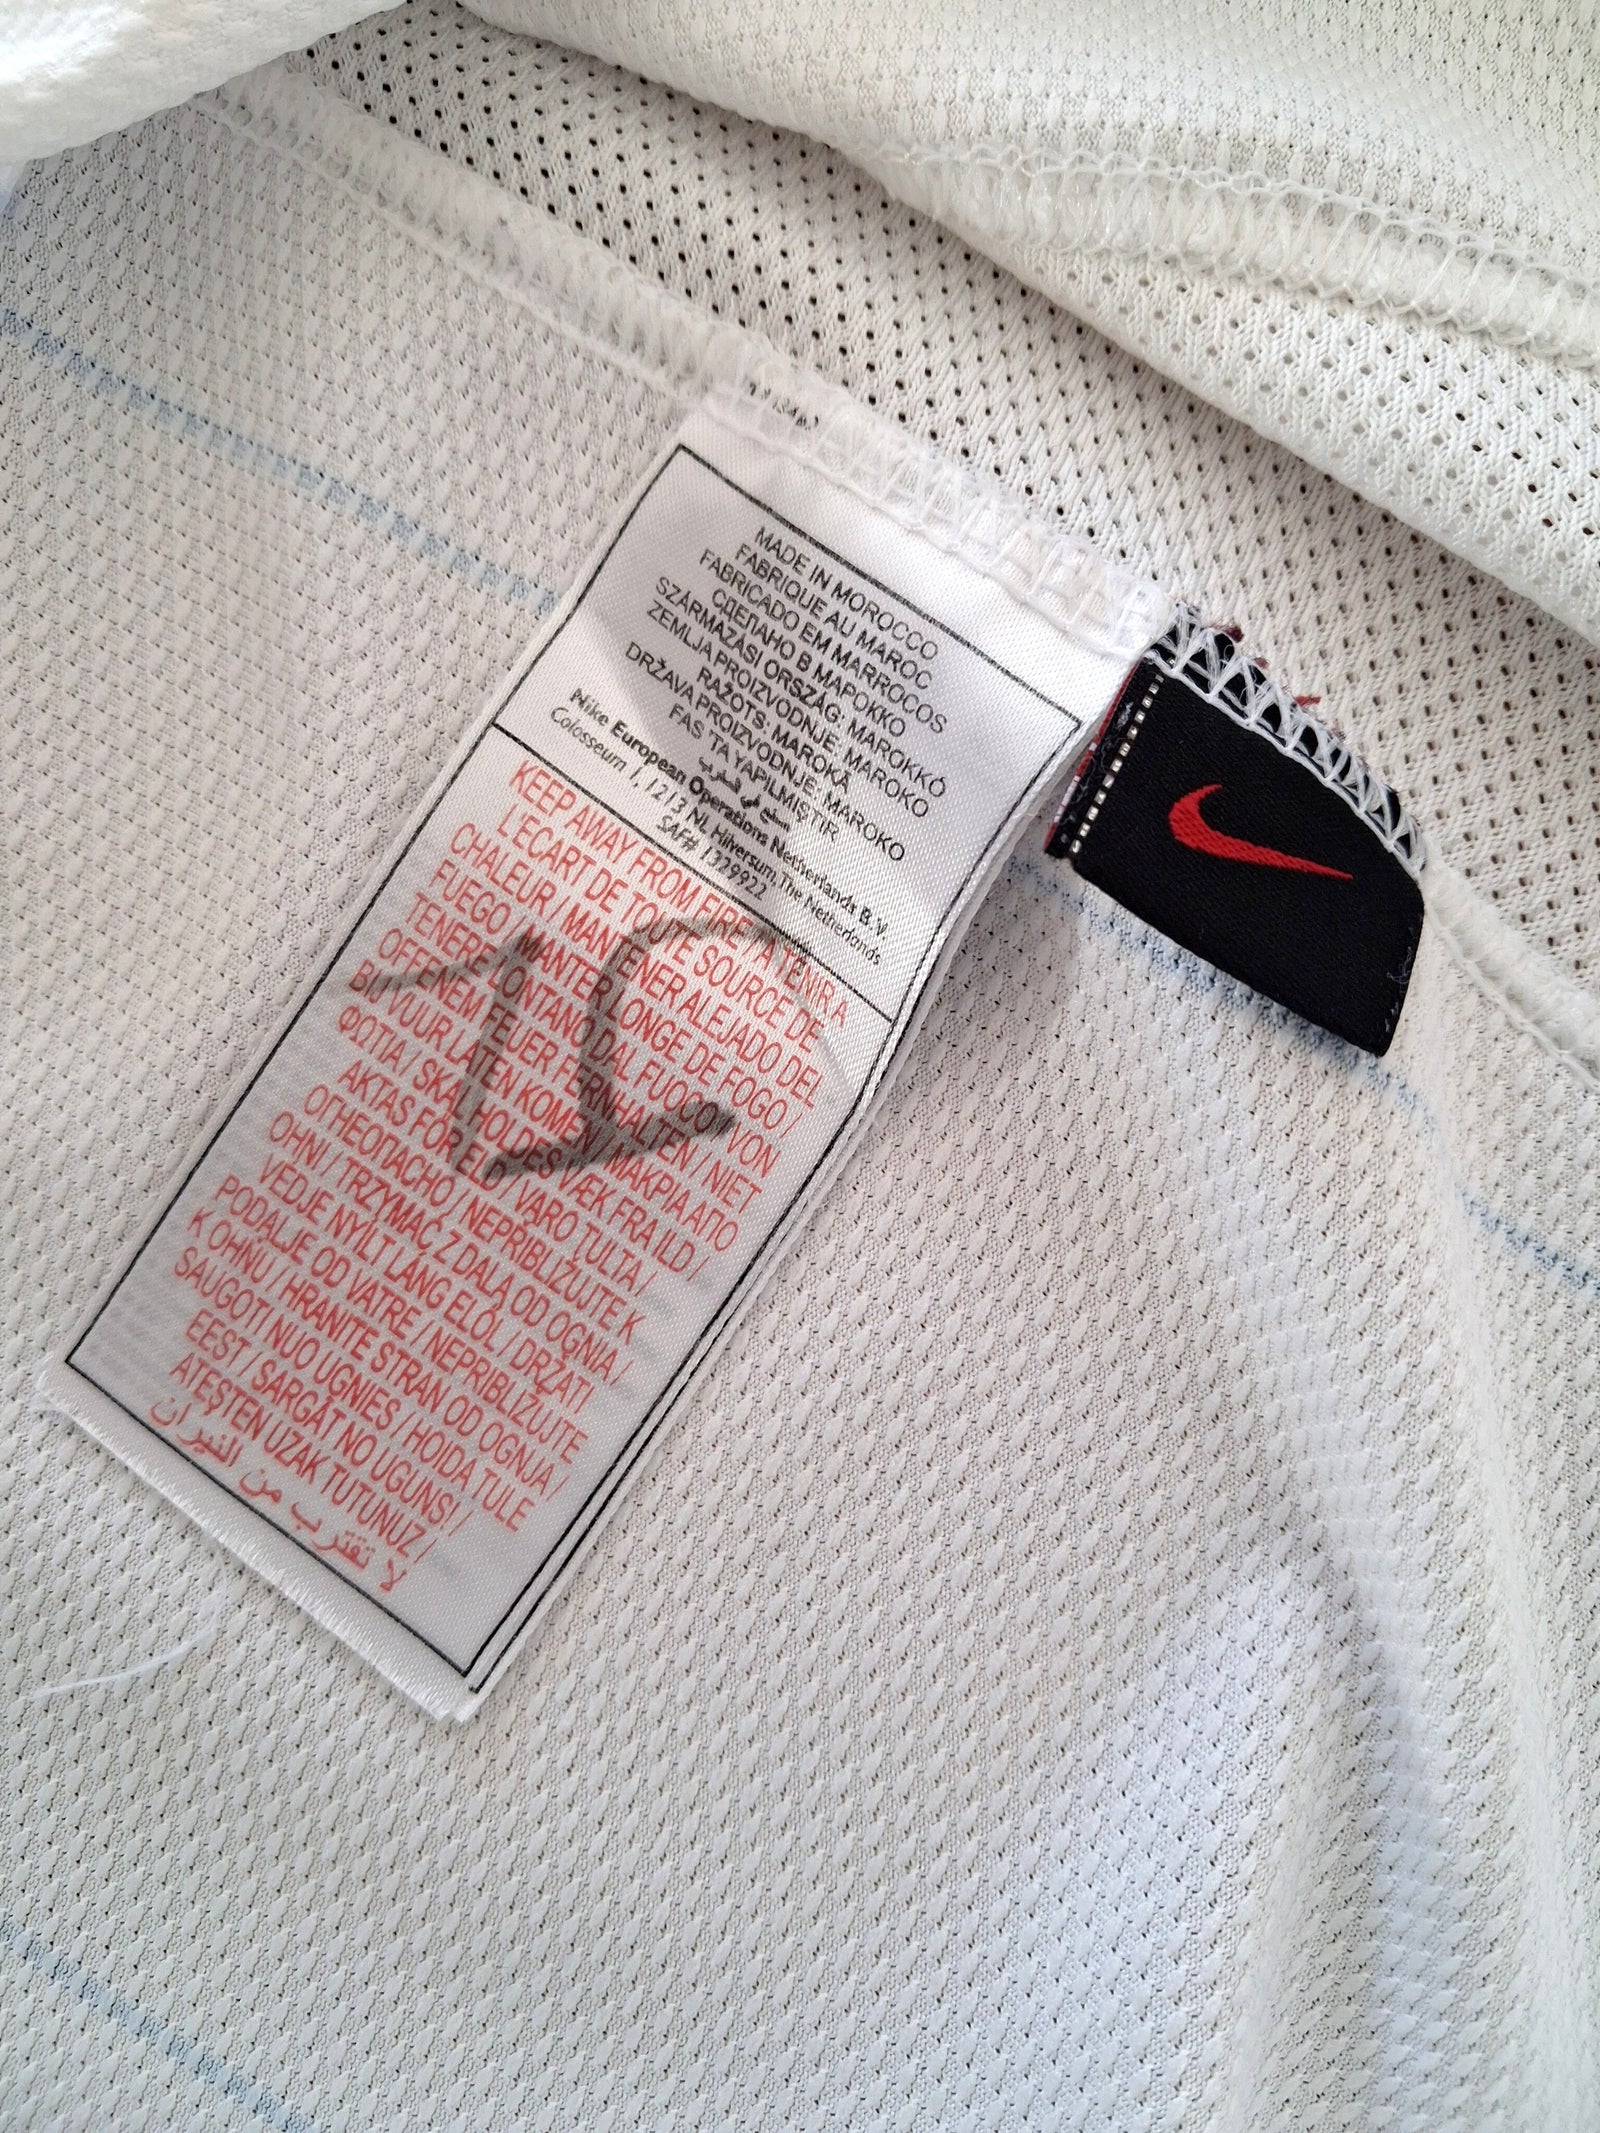 MADE IN MOROCCO
FABRIQUE AU MAROC
FABRICADO EM MARROCOS
СДЕЛАНО В МАРОККО
SZÁRMAZÁSI ORSZÁG: MAROKKÓ
ZEMLJA PROIZVODNJE: MAROKO
RAŽOTS: MAROKĀ
DRŽAVA PROIZVODNJE: MAROKO
FAS 'TA YAPILMIŞTIR
صنع في المغرب
Nike European Operations Netherlands B.V.
Colosseum 1, 1213 NL Hilversum, The Netherlands
SAF# 1329922
KEEP AWAY FROM FIRE / A TENIR A
L'ECART DE TOUTE SOURCE DE
CHALEUR / MANTENER ALEJADO DEL
FUEGO / MANTER LONGE DE FOGO /
TENERE LONTANO DAL FUOCO / VON
OFFENEM FEUER FERNHALTEN / NIET
BIJ VUUR LATEN KOMEN / ΜΑΚΡΙΑ ΑΠΟ
ΦΩΤΙΑ / SKAL HOLDES VÆK FRA ILD /
AKTAS FÖR ELD / VARO TULTA /
ОГНЕОПАСНО / NEPRIBLIŽUJTE K
OHNI / TRZYMAĆ Z DALA OD OGNIA /
VEDJE NYÍLT LÁNG ELÖL / DRŽATI
PODALJE OD VATRE / NEPRIBLIŽUJTE
K OHNU / HRANITE STRAN OD OGNJA /
SAUGOTI NUO UGNIES / HOIDA TULE
EEST / SARGĀT NO UGUNS! /
ATEŞTEN UZAK TUTUNUZ /
لا تقترب من النيران